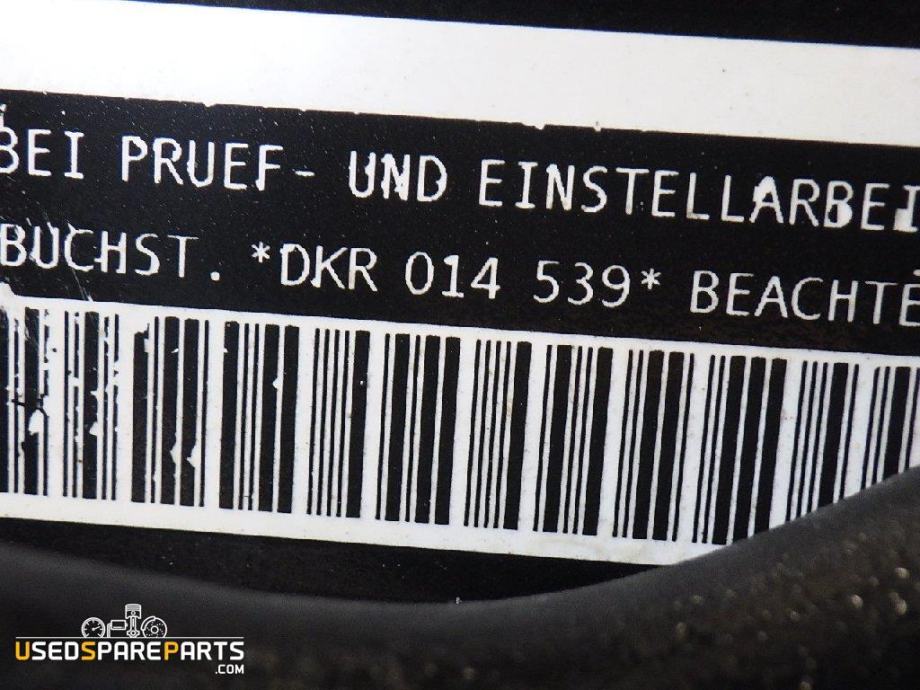 BEI PRUEF- UND EINSTELLARBEI
BUCHST. *DKR 014 539* BEACHTE
USEDSPAREPARTS
.COM